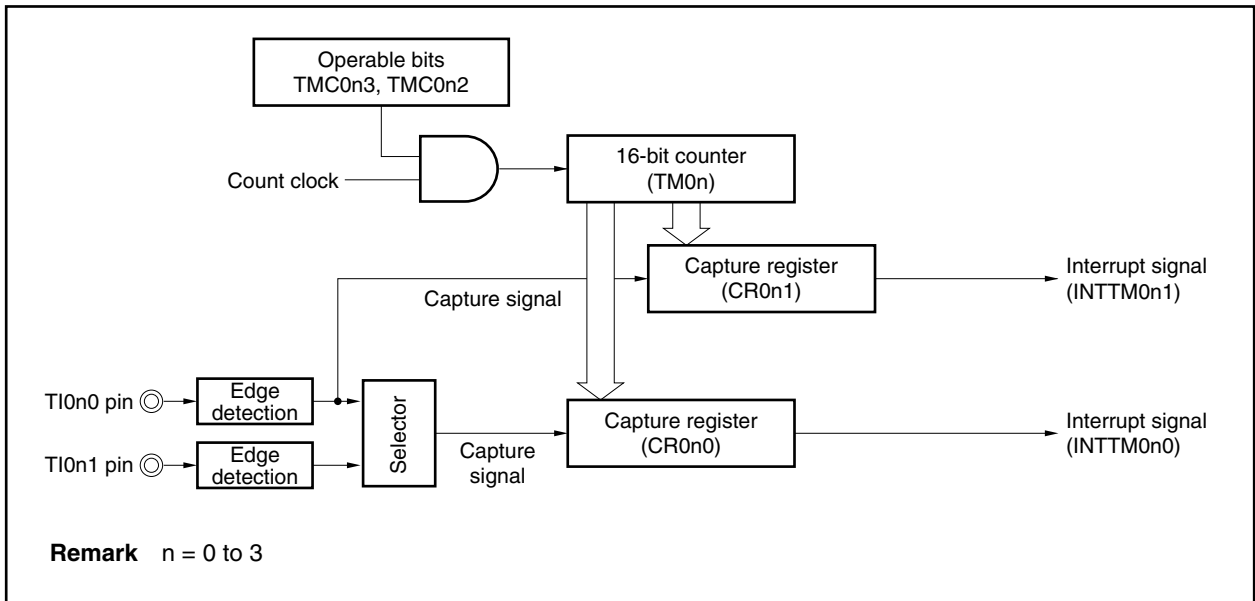 Operable bits
TMC0n3, TMC0n2
Count clock
16-bit counter
(TM0n)
Capture register
(CR0n1)
Interrupt signal
(INTTM0n1)
Capture signal
TI0n0 pin
Edge
detection
Selector
Capture register
(CR0n0)
Interrupt signal
(INTTM0n0)
Capture
signal
TI0n1 pin
Edge
detection
Remark n = 0 to 3